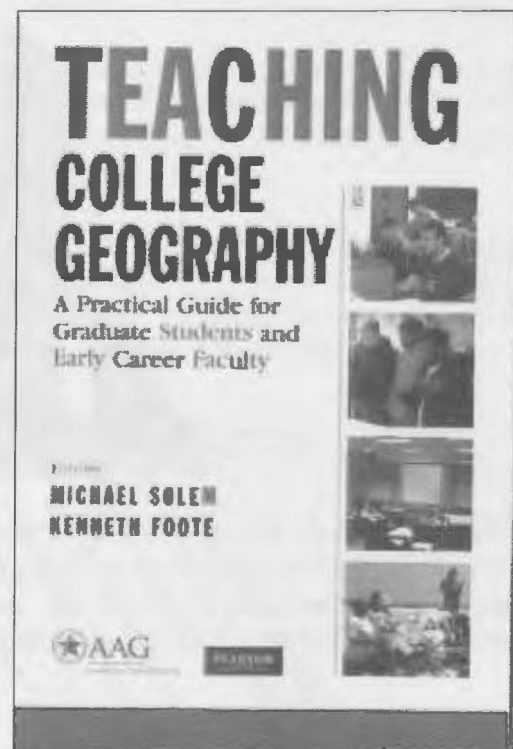 TEACHING
COLLEGE
GEOGRAPHY
A Practical Guide for
Graduate Students and
Early Career Faculty
MICHAEL SOLEM
KENNETH FOOTE
AAG
PEARSON